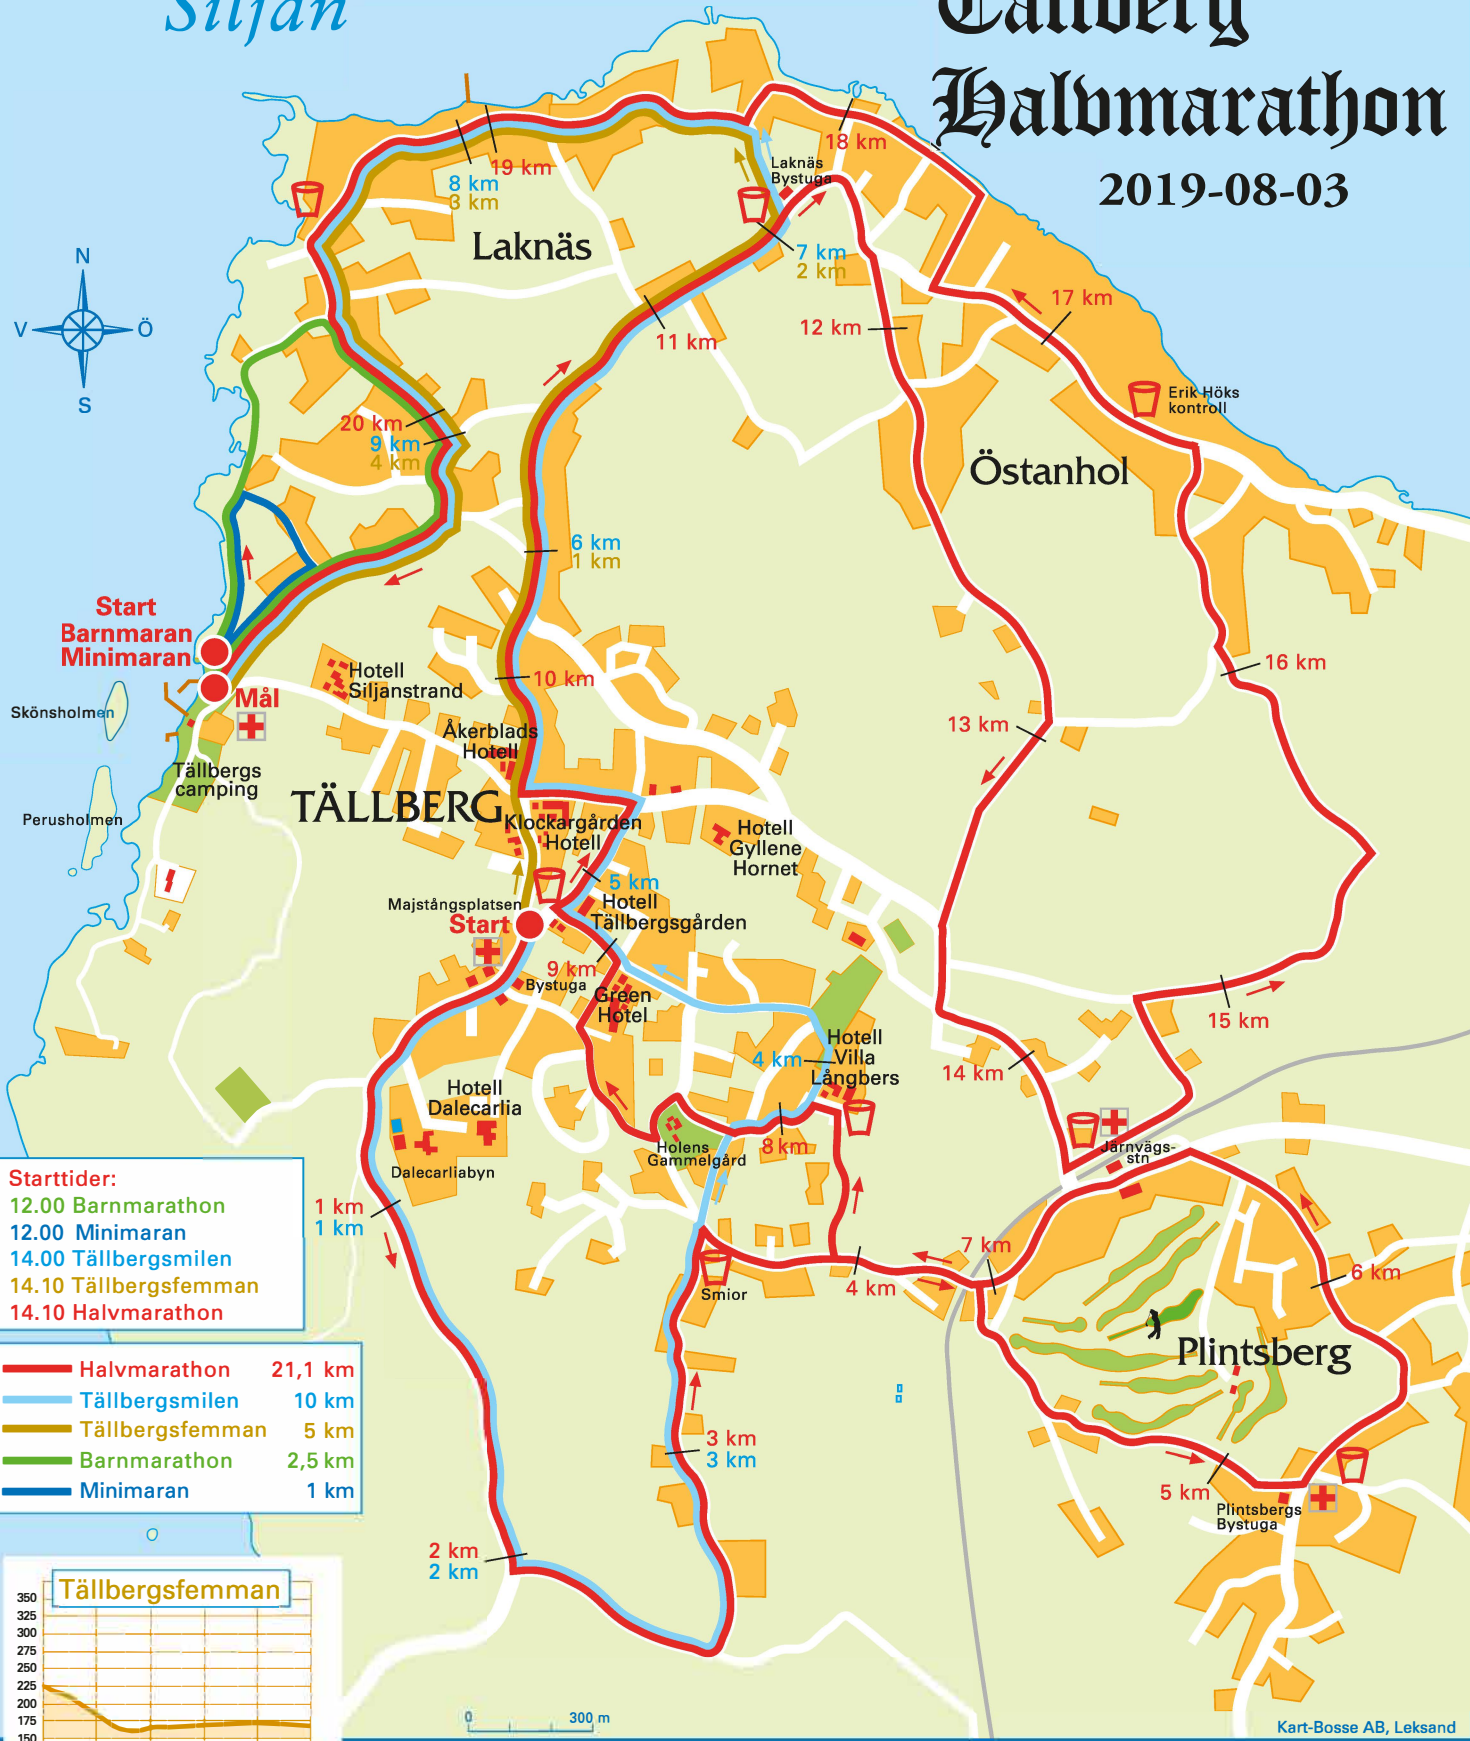 Siljan
Tällberg
Halvmarathon
2019-08-03
N
V
Ö
S
18 km
Laknäs
Bystuga
19 km
8 km
3 km
Laknäs
7 km
2 km
17 km
12 km
11 km
Erik Höks
kontroll
20 km
9 km
4 km
Östanhol
6 km
1 km
Start
Barnmaran
Minimaran
Mål
Hotell
Siljanstrand
10 km
16 km
Skönsholmen
13 km
Åkerblads
Hotell
Tällbergs
camping
TÄLLBERG
Perusholmen
Klockargården
Hotell
Hotell
Gyllene
Hornet
5 km
Majstångsplatsen
Start
Hotell
Tällbergsgården
9 km
Bystuga
Green
Hotel
15 km
Hotell
Villa
Långbers
4 km
14 km
Hotell
Dalecarlia
Dalecarliabyn
Holens
Gammelgård
8 km
Järnvägs-
stn
Starttider:
12.00 Barnmarathon
12.00 Minimaran
14.00 Tällbergsmilen
14.10 Tällbergsfemman
14.10 Halvmarathon
1 km
1 km
7 km
6 km
4 km
Smior
Plintsberg
Halvmarathon 21,1 km
Tällbergsmilen 10 km
Tällbergsfemman 5 km
Barnmarathon 2,5 km
Minimaran 1 km
3 km
3 km
5 km
Plintsbergs
Bystuga
2 km
2 km
Tällbergsfemman
350
325
300
275
250
225
200
175
150
0 300 m
Kart-Bosse AB, Leksand